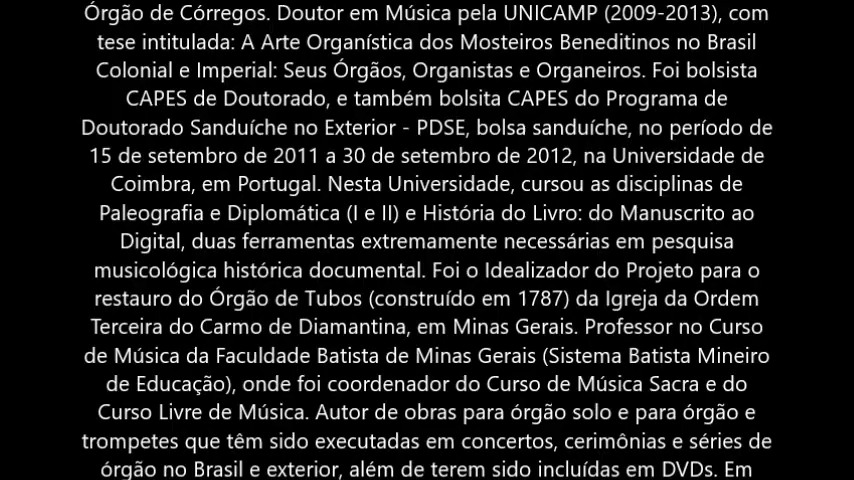 Órgão de Córregos. Doutor em Música pela UNICAMP (2009-2013), com
tese intitulada: A Arte Organística dos Mosteiros Beneditinos no Brasil
Colonial e Imperial: Seus Órgãos, Organistas e Organeiros. Foi bolsista
CAPES de Doutorado, e também bolsita CAPES do Programa de
Doutorado Sanduíche no Exterior - PDSE, bolsa sanduíche, no período de
15 de setembro de 2011 a 30 de setembro de 2012, na Universidade de
Coimbra, em Portugal. Nesta Universidade, cursou as disciplinas de
Paleografia e Diplomática (I e II) e História do Livro: do Manuscrito ao
Digital, duas ferramentas extremamente necessárias em pesquisa
musicológica histórica documental. Foi o Idealizador do Projeto para o
restauro do Órgão de Tubos (construído em 1787) da Igreja da Ordem
Terceira do Carmo de Diamantina, em Minas Gerais. Professor no Curso
de Música da Faculdade Batista de Minas Gerais (Sistema Batista Mineiro
de Educação), onde foi coordenador do Curso de Música Sacra e do
Curso Livre de Música. Autor de obras para órgão solo e para órgão e
trompetes que têm sido executadas em concertos, cerimônias e séries de
órgão no Brasil e exterior, além de terem sido incluídas em DVDs. Em